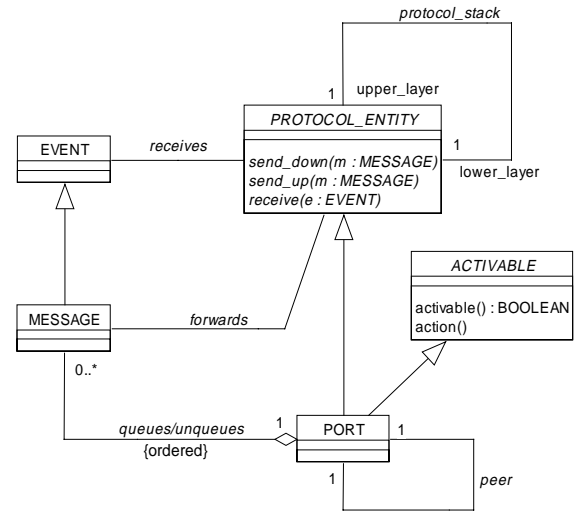 protocol_stack
1
upper_layer
PROTOCOL_ENTITY
EVENT
receives
1
send_down(m : MESSAGE)
send_up(m : MESSAGE)
receive(e : EVENT)
lower_layer
ACTIVABLE
MESSAGE
forwards
activable() : BOOLEAN
action()
0..*
queues/unqueues
1
PORT
1
{ordered}
1
peer